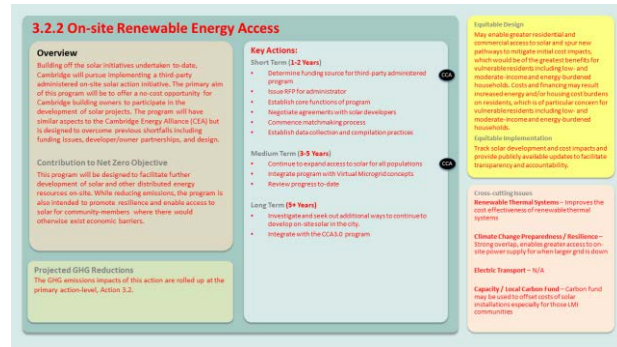 3.2.2 On-site Renewable Energy Access
Overview
Building off the solar initiatives undertaken to-date,
Cambridge will pursue implementing a third-party
administered on-site solar action initiative. The primary aim
of this program will be to offer a no-cost opportunity for
Cambridge building owners to participate in the
development of solar projects. The program will have
similar aspects to the Cambridge Energy Alliance (CEA) but
is designed to overcome previous shortfalls including
funding issues, developer/owner partnerships, and design.
Contribution to Net Zero Objective
This program will be designed to facilitate further
development of solar and other distributed energy
resources on-site. While reducing emissions, the program is
also intended to promote resilience and enable access to
solar for community-members where there would
otherwise exist economic barriers.
Projected GHG Reductions
The GHG emissions impacts of this action are rolled up at the
primary action-level, Action 3.2.
Key Actions:
Short Term (1-2 Years)
• Determine funding source for third-party administered
program
CCA
• Issue RFP for administrator
• Establish core functions of program
• Negotiate agreements with solar developers
• Commence matchmaking process
• Establish data collection and compilation practices
Medium Term (3-5 Years)
• Continue to expand access to solar for all populations
CCA
• Integrate program with Virtual Microgrid concepts
• Review progress to-date
Long Term (5+ Years)
• Investigate and seek out additional ways to continue to
develop on-site solar in the city.
• Integrate with the CCA3.0 program
Equitable Design
May enable greater residential and
commercial access to solar and spur new
pathways to mitigate initial cost impacts,
which would be of the greatest benefits for
vulnerable residents including low- and
moderate-income and energy-burdened
households. Costs and financing may result
increased energy and/or housing cost burdens
on residents, which is of particular concern for
vulnerable residents including low- and
moderate-income and energy-burdened
households.
Equitable Implementation
Track solar development and cost impacts and
provide publicly available updates to facilitate
transparency and accountability.
Cross-cutting Issues
Renewable Thermal Systems – Improves the
cost effectiveness of renewable thermal
systems
Climate Change Preparedness / Resilience –
Strong overlap, enables greater access to on-
site power supply for when larger grid is down
Electric Transport – N/A
Capacity / Local Carbon Fund – Carbon fund
may be used to offset costs of solar
installations especially for those LMI
communities